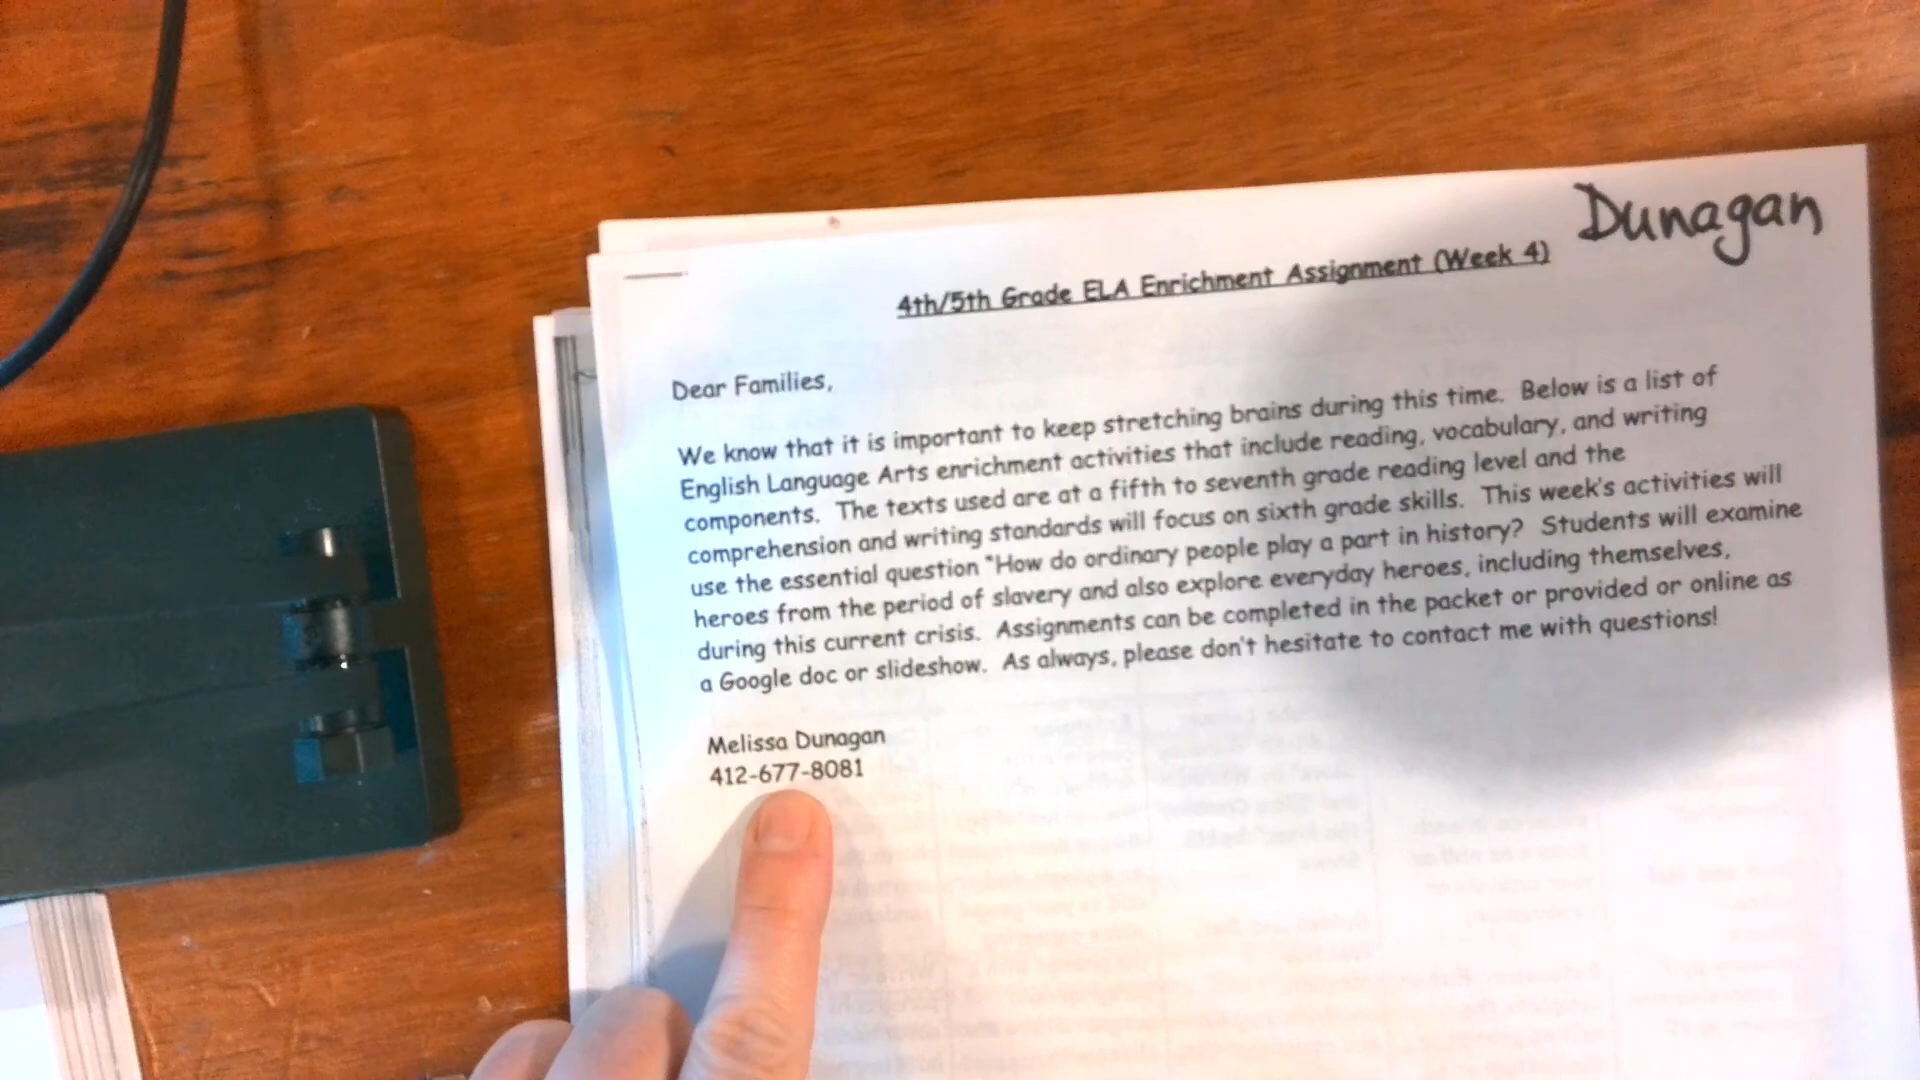 Dunagan
4th/5th Grade ELA Enrichment Assignment (Week 4)
Dear Families,
We know that it is important to keep stretching brains during this time. Below is a list of
English Language Arts enrichment activities that include reading, vocabulary, and writing
components. The texts used are at a fifth to seventh grade reading level and the
comprehension and writing standards will focus on sixth grade skills. This week's activities will
use the essential question "How do ordinary people play a part in history? Students will examine
heroes from the period of slavery and also explore everyday heroes, including themselves,
during this current crisis. Assignments can be completed in the packet or provided or online as
a Google doc or slideshow. As always, please don't hesitate to contact me with questions!
Melissa Dunagan
412-677-8081